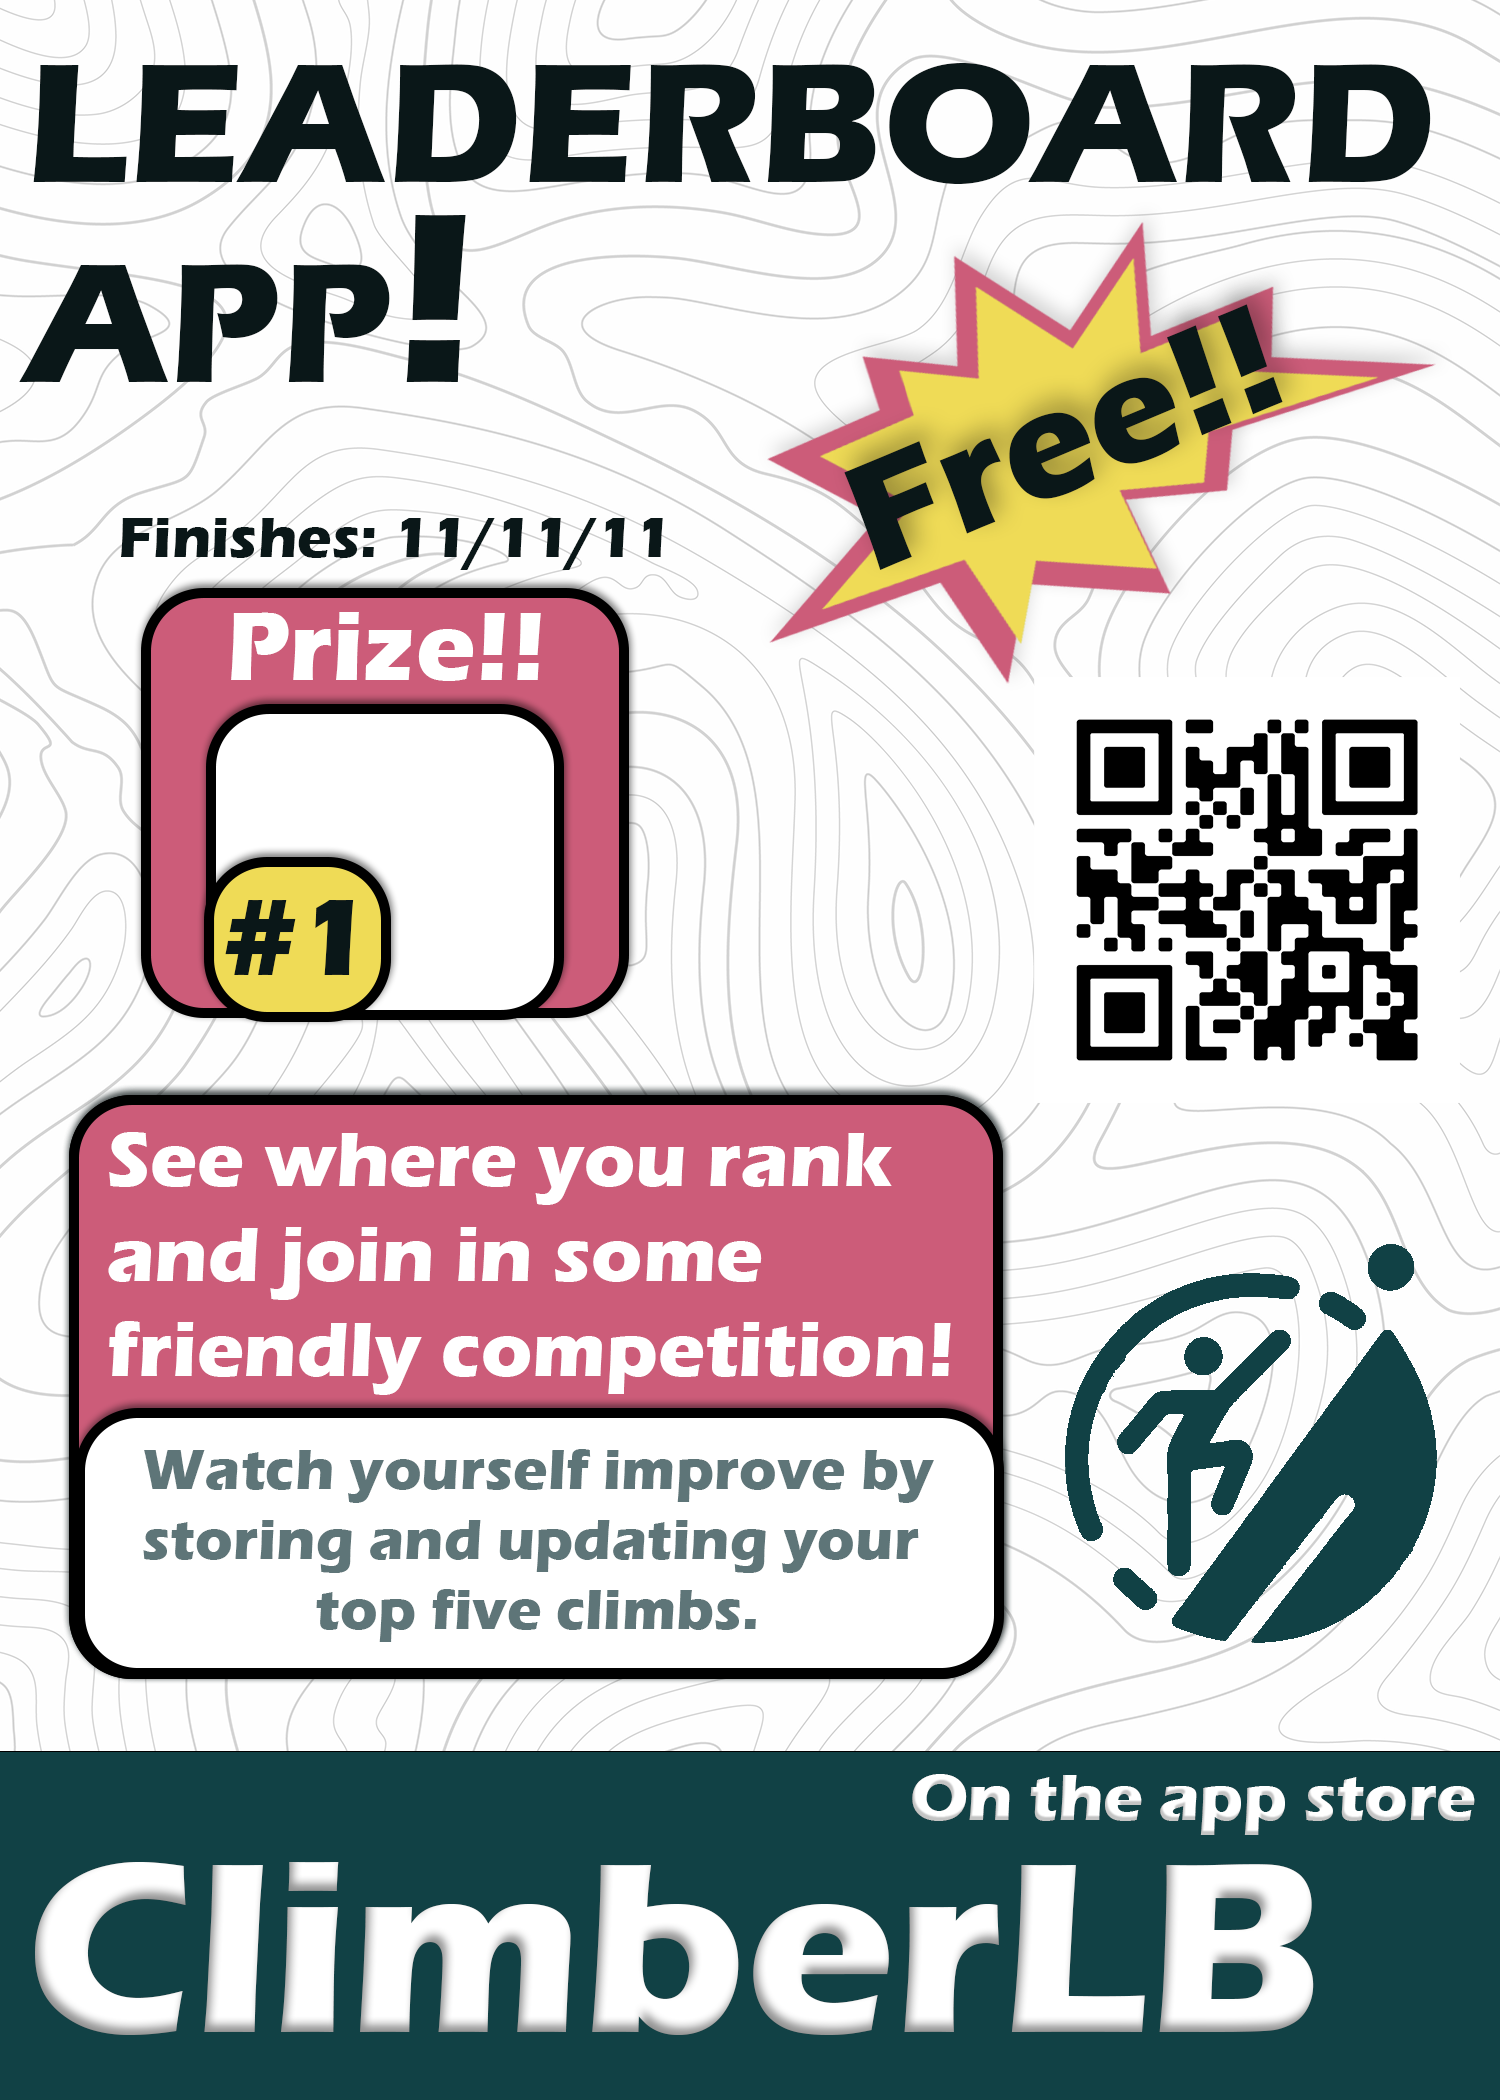 LEADERBOARD
APP!
Free!!
Finishes: 11/11/11
Prize!!
#1
See where you rank
and join in some
friendly competition!
Watch yourself improve by
storing and updating your
top five climbs.
On the app store
ClimberLB